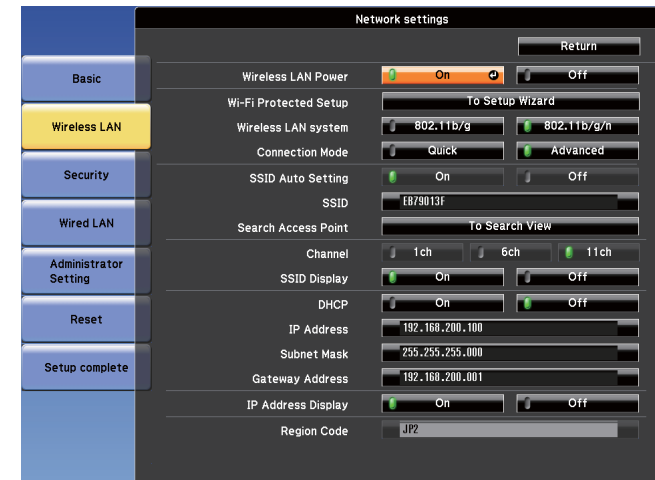 Network settings
Return
Basic
Wireless LAN
Security
Wired LAN
Administrator
Setting
Reset
Setup complete
Wireless LAN Power On Off
Wi-Fi Protected Setup To Setup Wizard
Wireless LAN system 802.11b/g 802.11b/g/n
Connection Mode Quick Advanced
SSID Auto Setting On Off
SSID EB79013F
Search Access Point To Search View
Channel 1ch 6ch 11ch
SSID Display On Off
DHCP On Off
IP Address 192.168.200.100
Subnet Mask 255.255.255.000
Gateway Address 192.168.200.001
IP Address Display On Off
Region Code JP2